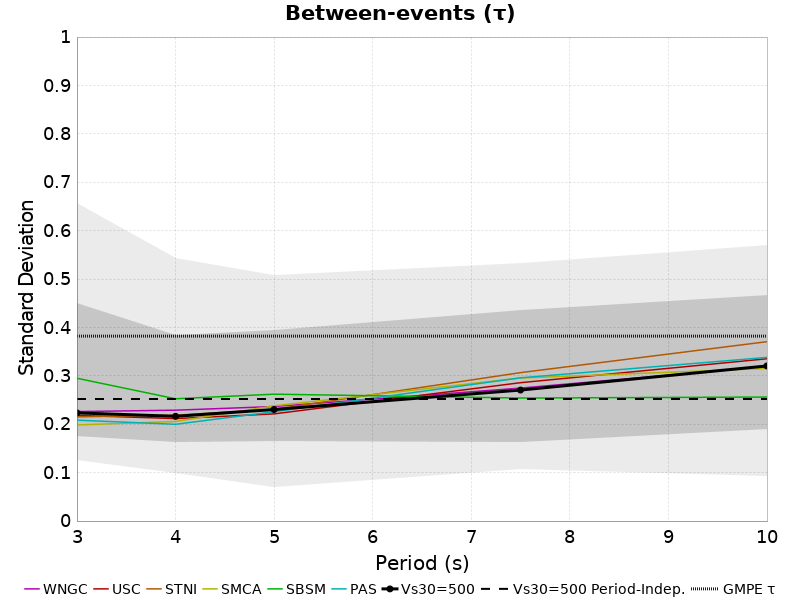 Between-events (τ)
Standard Deviation
1
0.9
0.8
0.7
0.6
0.5
0.4
0.3
0.2
0.1
0
3 4 5 6 7 8 9 10
Period (s)
WNGC USC STNI SMCA SBSM PAS Vs30=500 Vs30=500 Period-Indep. GMPE τ